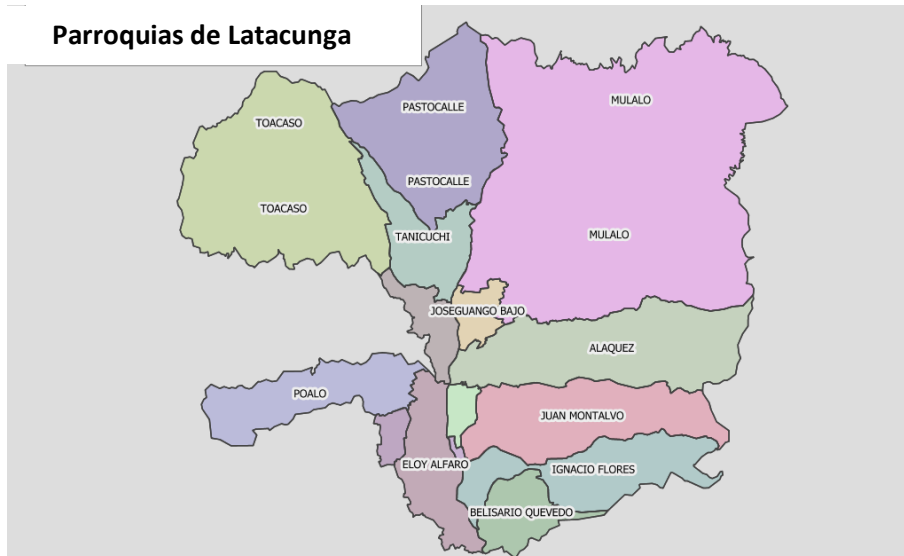 Parroquias de Latacunga
MULALO
PASTOCALLE
TOACASO
PASTOCALLE
TOACASO
TANICUCHI
MULALO
JOSEGUANGO BAJO
ALAQUEZ
POALO
JUAN MONTALVO
ELOY ALFARO
IGNACIO FLORES
BELISARIO QUEVEDO